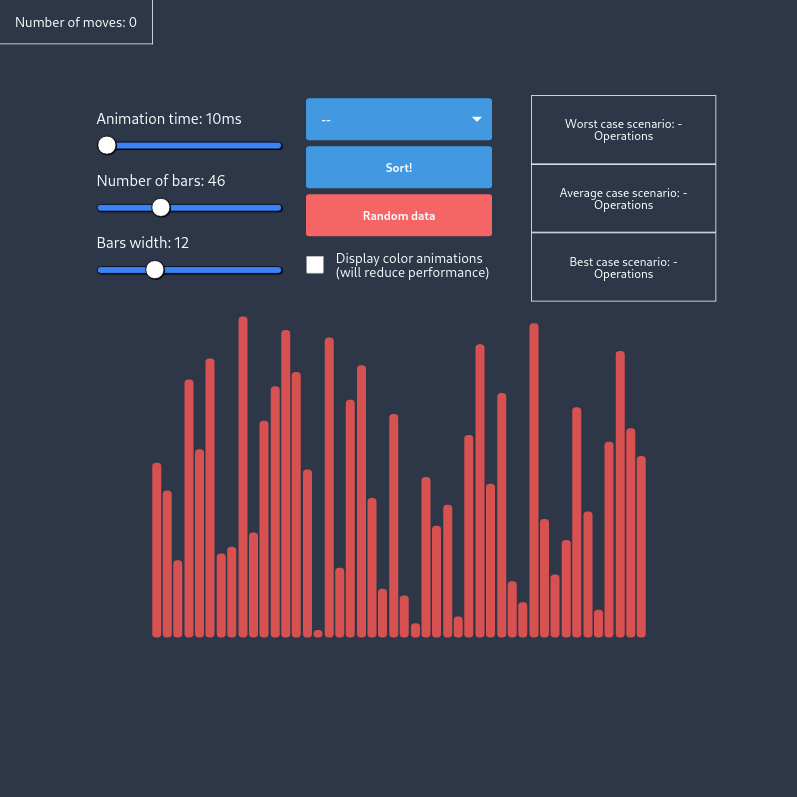 Number of moves: 0
Animation time: 10ms
Number of bars: 46
Bars width: 12
--
Sort!
Random data
Display color animations
(will reduce performance)
Worst case scenario: -
Operations
Average case scenario: -
Operations
Best case scenario: -
Operations